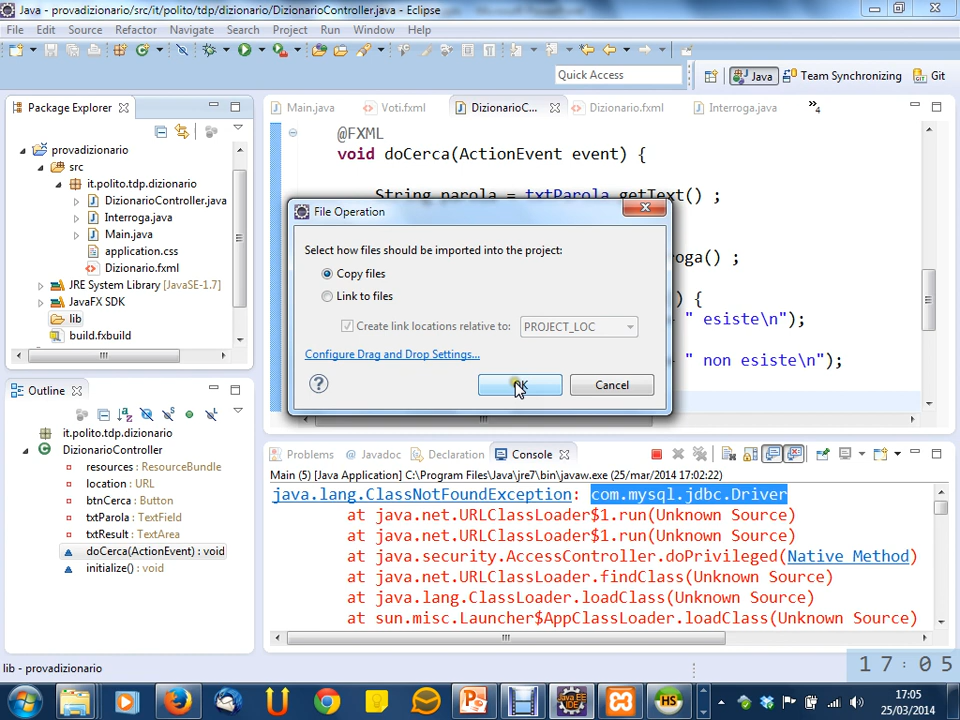 Java - provadizionario/src/it/polito/tdp/dizionario/DizionarioController.java - Eclipse
File Edit Source Refactor Navigate Search Project Run Window Help
Quick Access
Java
Team Synchronizing
Git
Package Explorer
provadizionario
src
it.polito.tdp.dizionario
DizionarioController.java
Interroga.java
Main.java
application.css
Dizionario.fxml
JRE System Library [JavaSE-1.7]
JavaFX SDK
lib
build.fxbuild
Main.java
Voti.fxml
DizionarioC...
Dizionario.fxml
Interroga.java
»4
@FXML
void doCerca(ActionEvent event) {
String parola = txtParola.getText() ;
roga() ;
) {
" esiste\n");
" non esiste\n");
File Operation
Select how files should be imported into the project:
Copy files
Link to files
Create link locations relative to: PROJECT_LOC
Configure Drag and Drop Settings...
?
OK
Cancel
Outline
it.polito.tdp.dizionario
DizionarioController
resources : ResourceBundle
location : URL
btnCerca : Button
txtParola : TextField
txtResult : TextArea
doCerca(ActionEvent) : void
initialize() : void
Problems
Javadoc
Declaration
Console
Main (5) [Java Application] C:\Program Files\Java\jre7\bin\javaw.exe (25/mar/2014 17:02:22)
java.lang.ClassNotFoundException: com.mysql.jdbc.Driver
at java.net.URLClassLoader$1.run(Unknown Source)
at java.net.URLClassLoader$1.run(Unknown Source)
at java.security.AccessController.doPrivileged(Native Method)
at java.net.URLClassLoader.findClass(Unknown Source)
at java.lang.ClassLoader.loadClass(Unknown Source)
at sun.misc.Launcher$AppClassLoader.loadClass(Unknown Source)
lib - provadizionario
17:05
17:05
25/03/2014